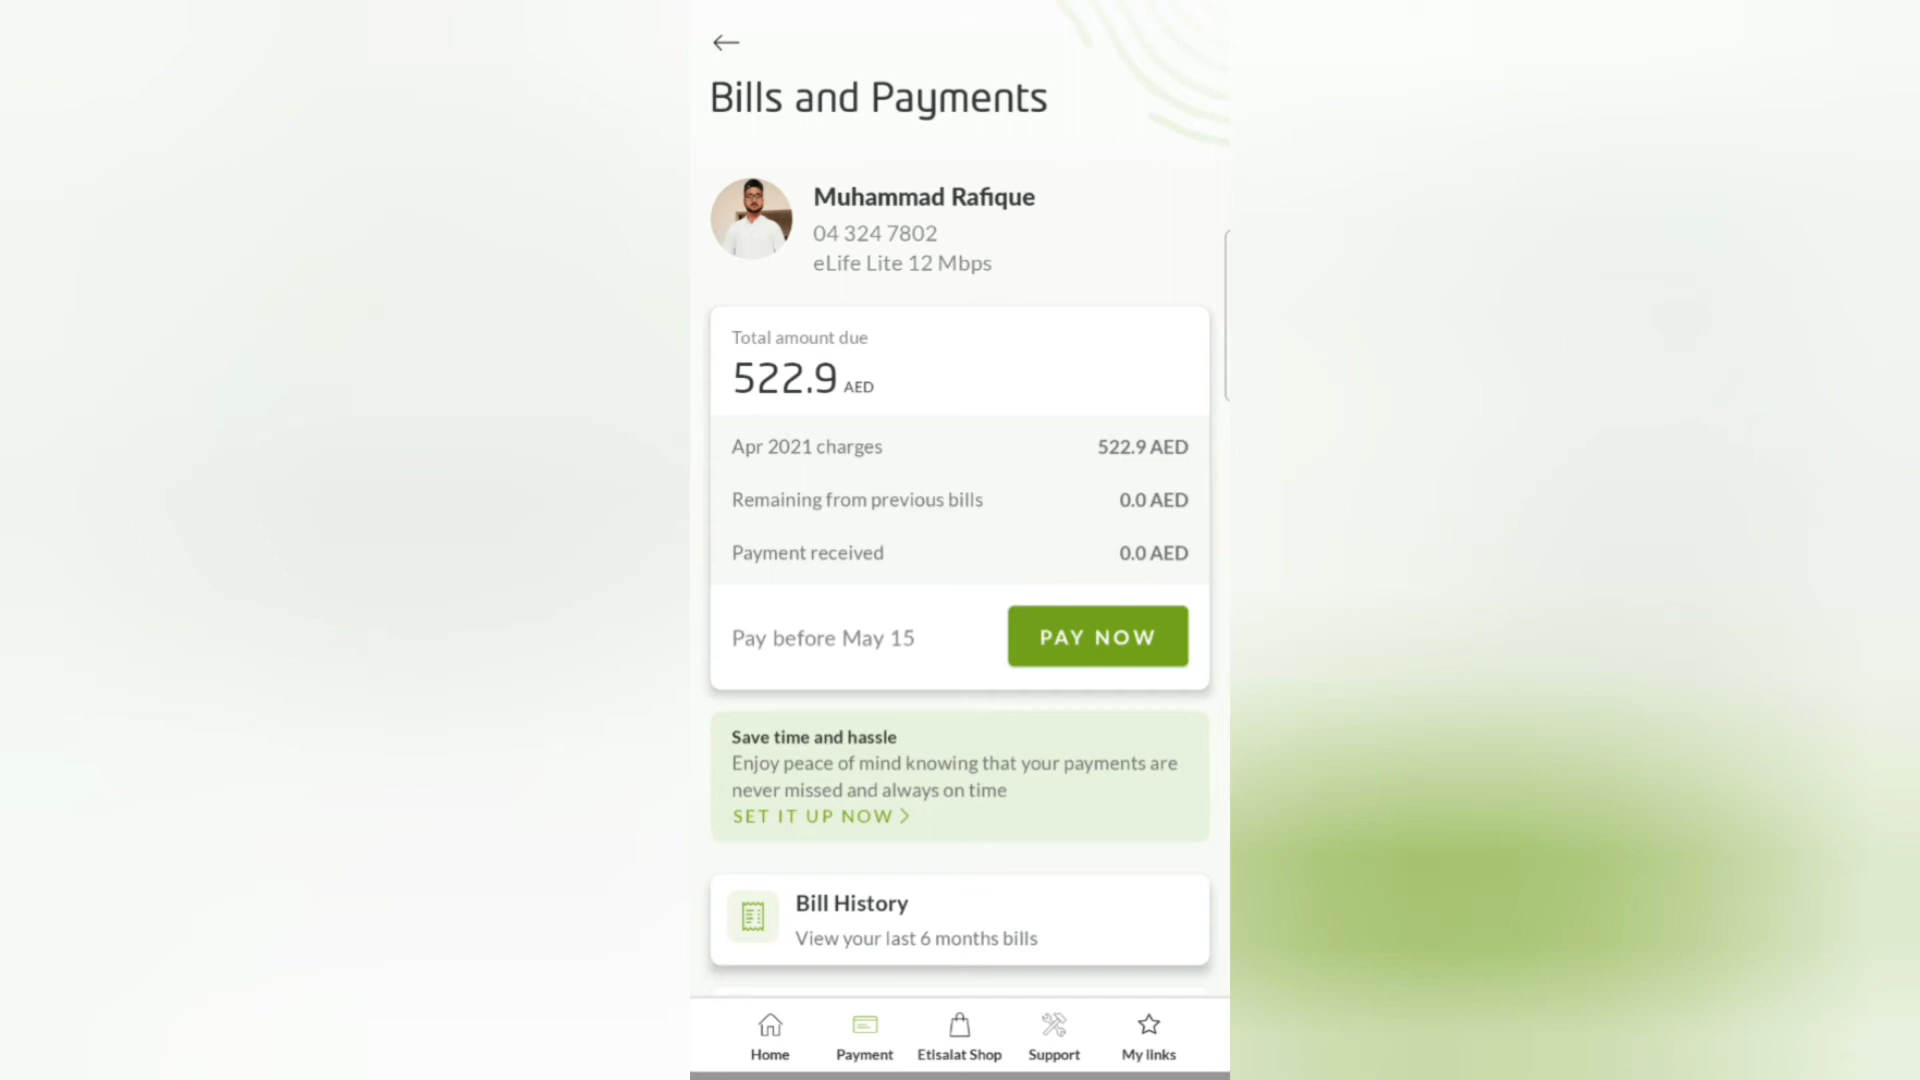 Bills and Payments
Muhammad Rafique
04 324 7802
eLife Lite 12 Mbps
Total amount due
522.9 AED
Apr 2021 charges 522.9 AED
Remaining from previous bills 0.0 AED
Payment received 0.0 AED
Pay before May 15 PAY NOW
Save time and hassle
Enjoy peace of mind knowing that your payments are
never missed and always on time
SET IT UP NOW
Bill History
View your last 6 months bills
Home Payment Etisalat Shop Support My links